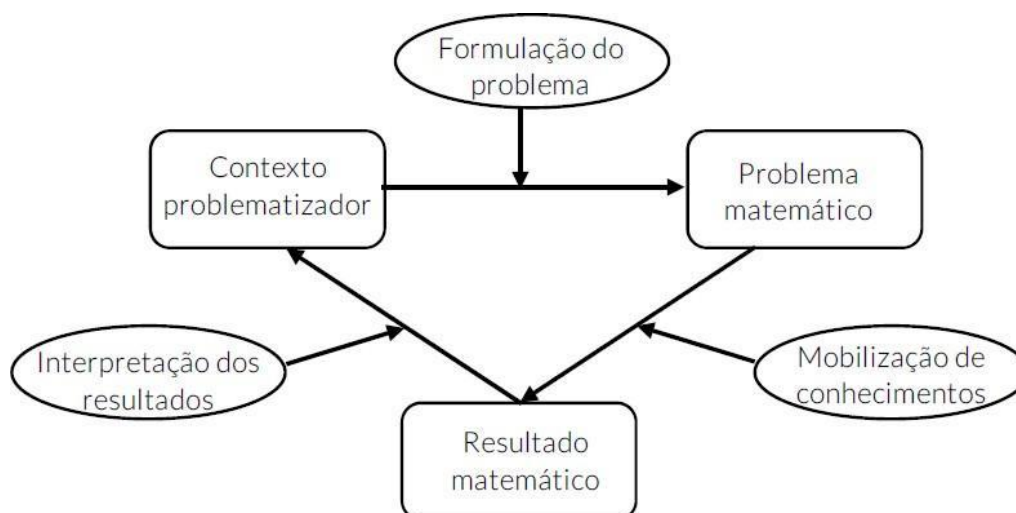 Formulação do
problema
Contexto
problematizador
Problema
matemático
Interpretação dos
resultados
Mobilização de
conhecimentos
Resultado
matemático